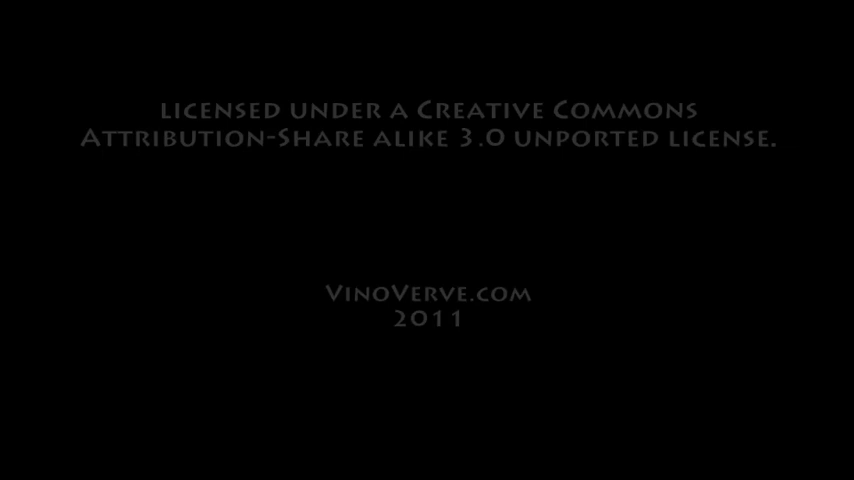 licensed under a Creative Commons
Attribution-Share alike 3.0 unported license.
VinoVerve.com
2011